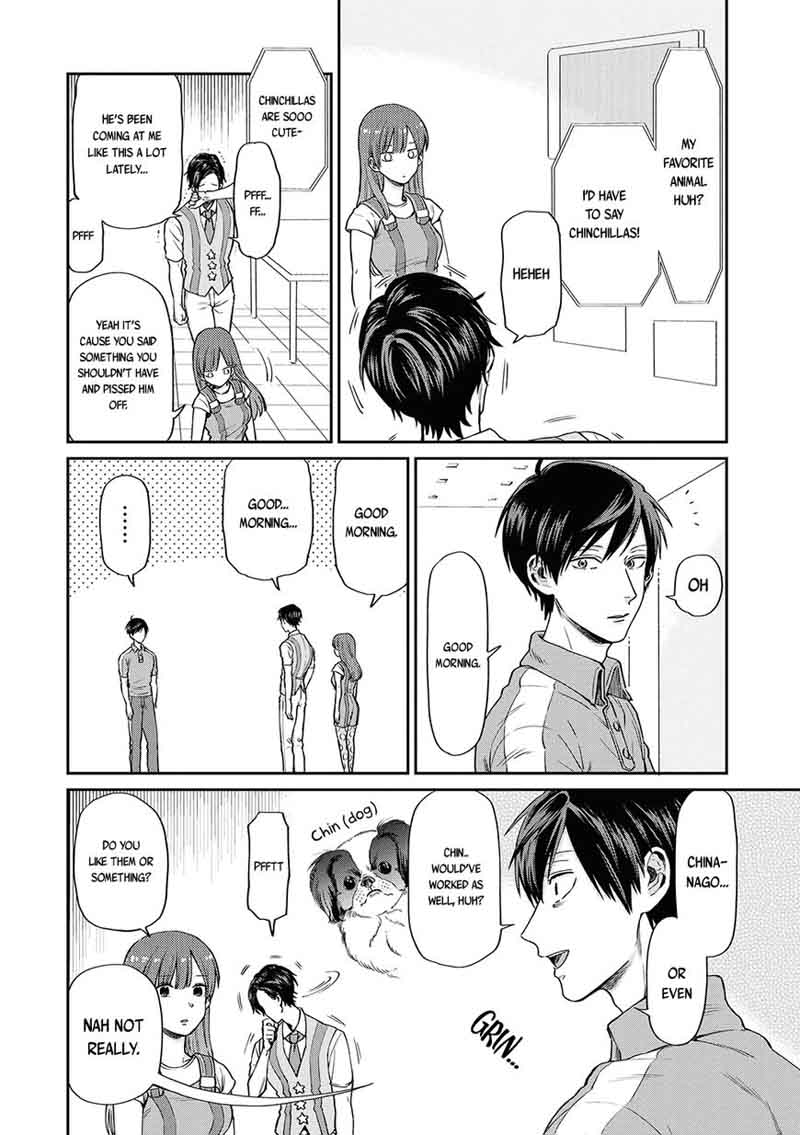 MY
FAVORITE
ANIMAL
HUH?
I'D HAVE
TO SAY
CHINCHILLAS!
HEHEH
CHINCHILLAS
ARE SOOO
CUTE~
PFFF...
FF...
HE'S BEEN
COMING AT ME
LIKE THIS A LOT
LATELY...
PFFF
YEAH IT'S
CAUSE YOU SAID
SOMETHING YOU
SHOULDN'T HAVE
AND PISSED HIM
OFF.
OH
GOOD
MORNING.
GOOD
MORNING.
GOOD...
MORNING...
......
CHINA-
NAGO...
OR
EVEN
CHIN..
WOULD'VE
WORKED AS
WELL, HUH?
GRIN...
Chin (dog)
PFFTT
DO YOU
LIKE THEM OR
SOMETHING?
NAH NOT
REALLY.